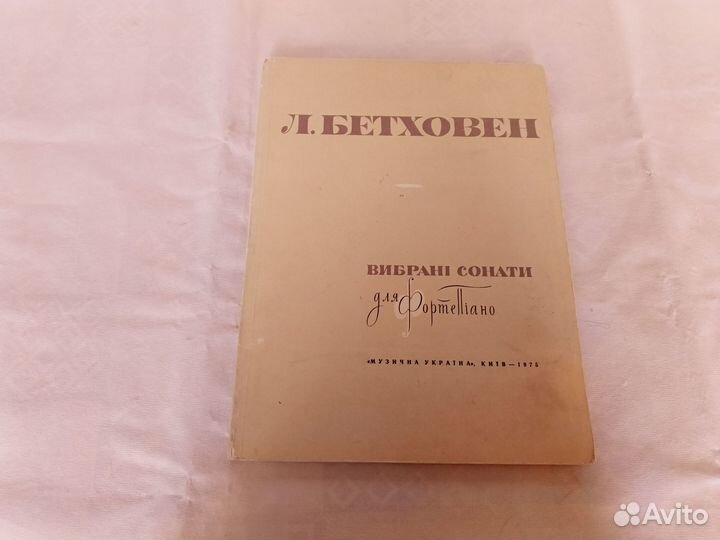 Л. БЕТХОВЕН
ВИБРАНІ СОНАТИ
для фортепіано
«МУЗИЧНА УКРАЇНА», КИЇВ—1975
Avito